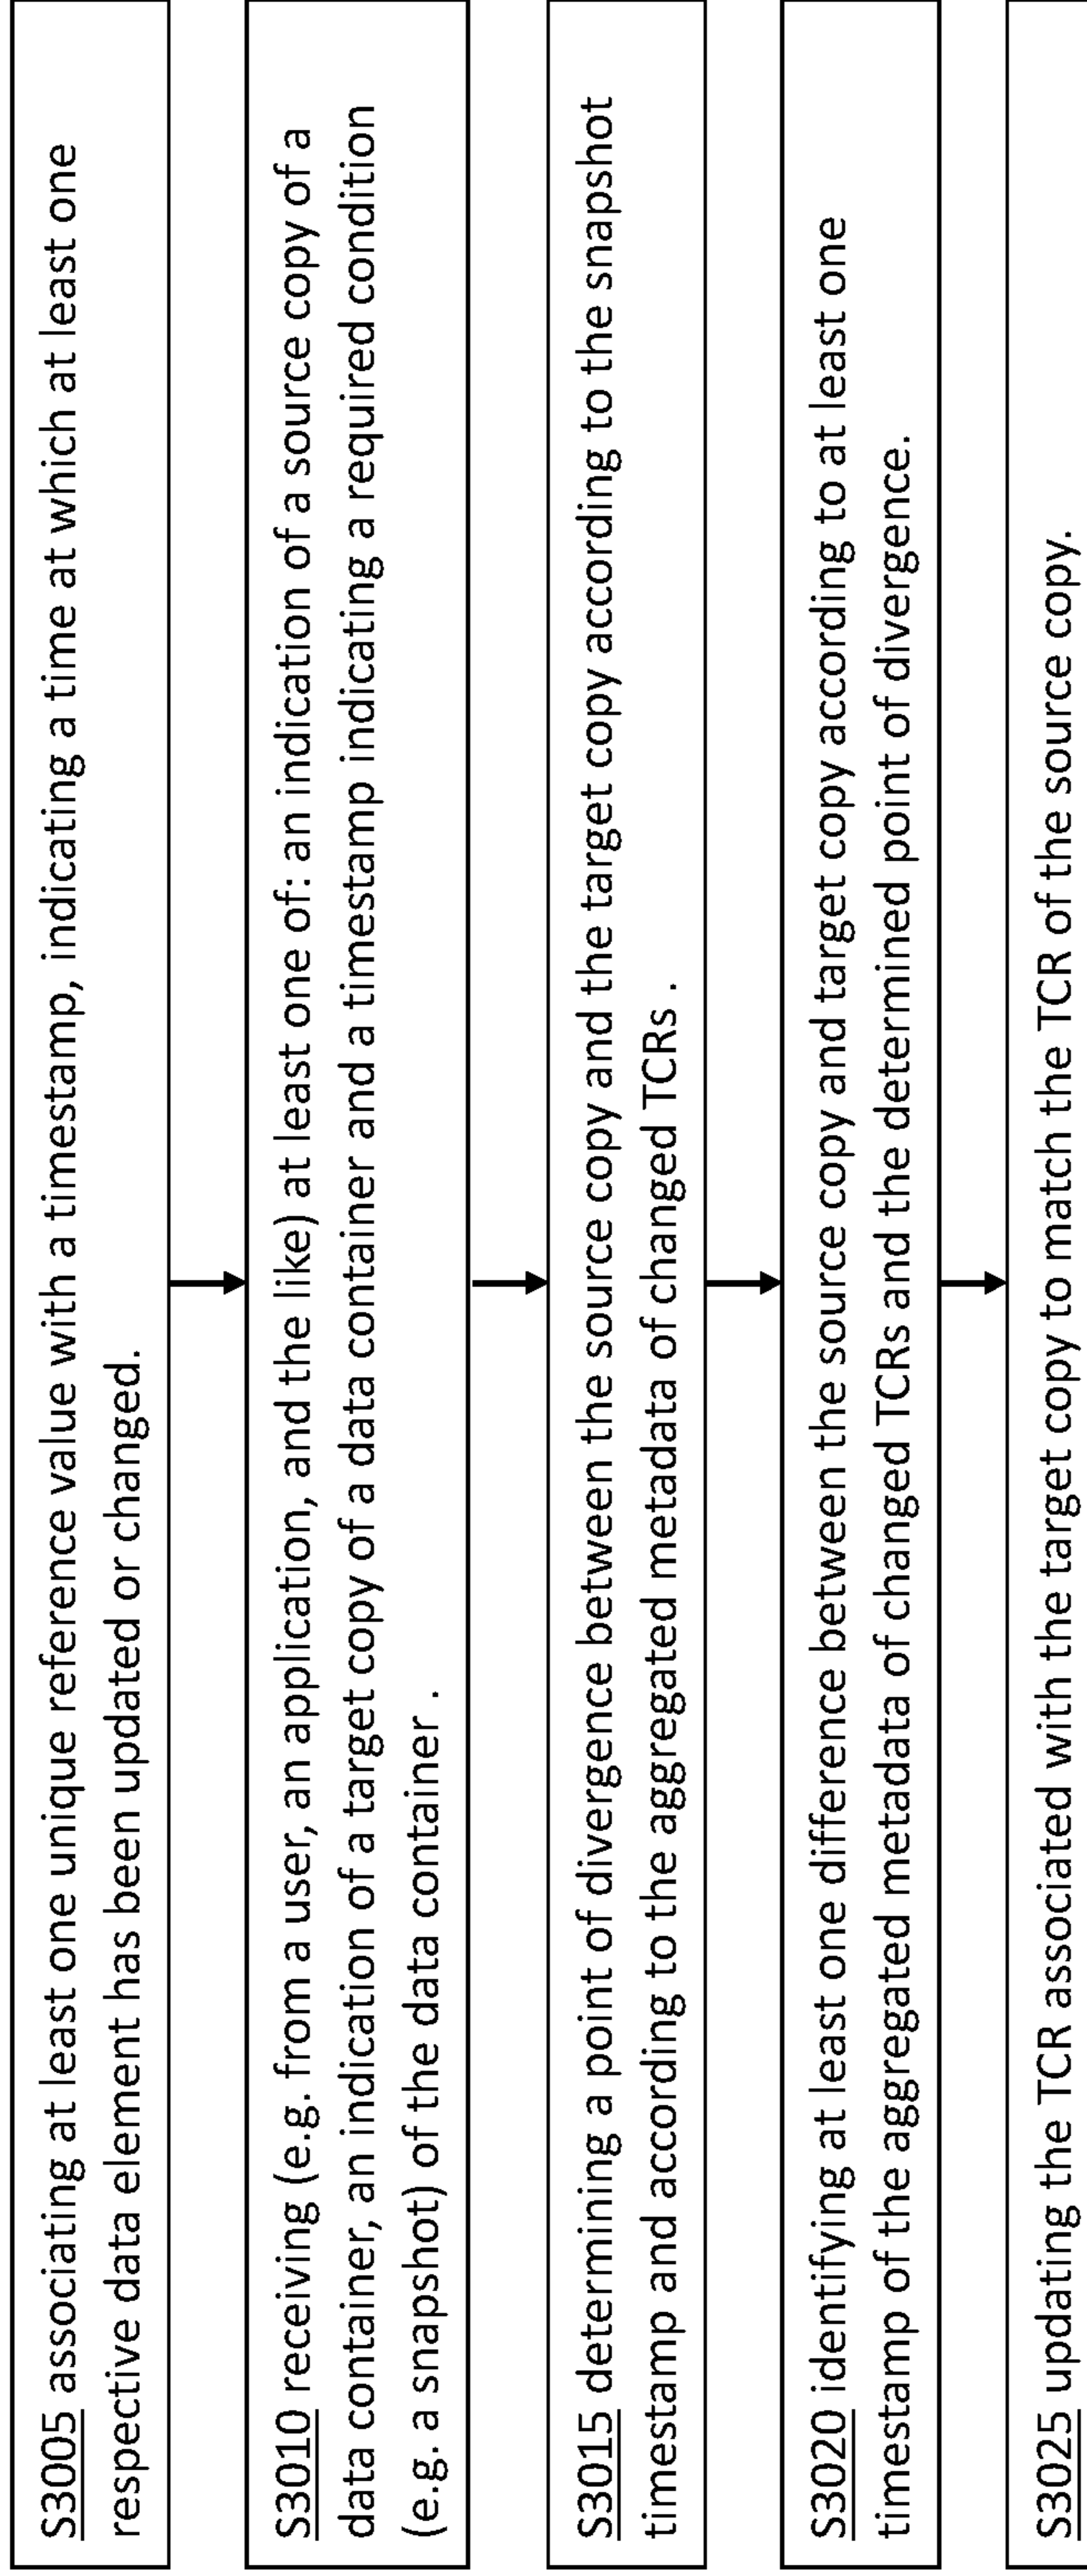 S3005 associating at least one unique reference value with a timestamp, indicating a time at which at least one
respective data element has been updated or changed.
S3010 receiving (e.g. from a user, an application, and the like) at least one of: an indication of a source copy of a
data container, an indication of a target copy of a data container and a timestamp indicating a required condition
(e.g. a snapshot) of the data container .
S3015 determining a point of divergence between the source copy and the target copy according to the snapshot
timestamp and according to the aggregated metadata of changed TCRs .
S3020 identifying at least one difference between the source copy and target copy according to at least one
timestamp of the aggregated metadata of changed TCRs and the determined point of divergence.
S3025 updating the TCR associated with the target copy to match the TCR of the source copy.